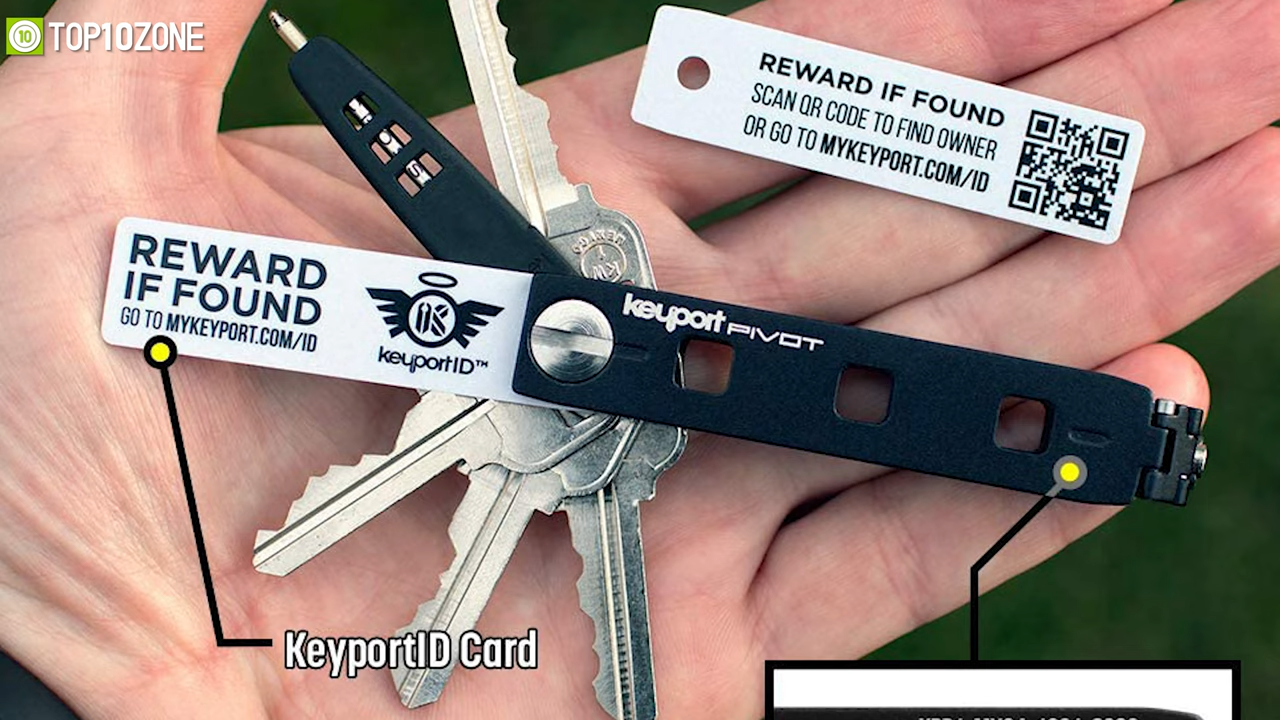 10 TOP10ZONE
REWARD IF FOUND
SCAN QR CODE TO FIND OWNER
OR GO TO MYKEYPORT.COM/ID
REWARD
IF FOUND
GO TO MYKEYPORT.COM/ID
keyportID™
keyport PIVOT
KeyportID Card